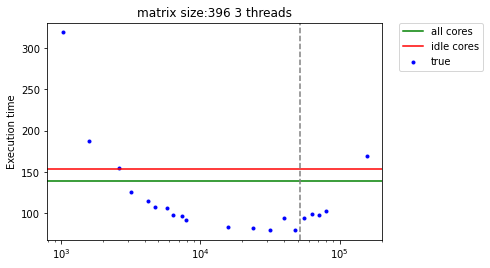 matrix size:396 3 threads
Execution time
300
250
200
150
100
10³
10⁴
10⁵
all cores
idle cores
true